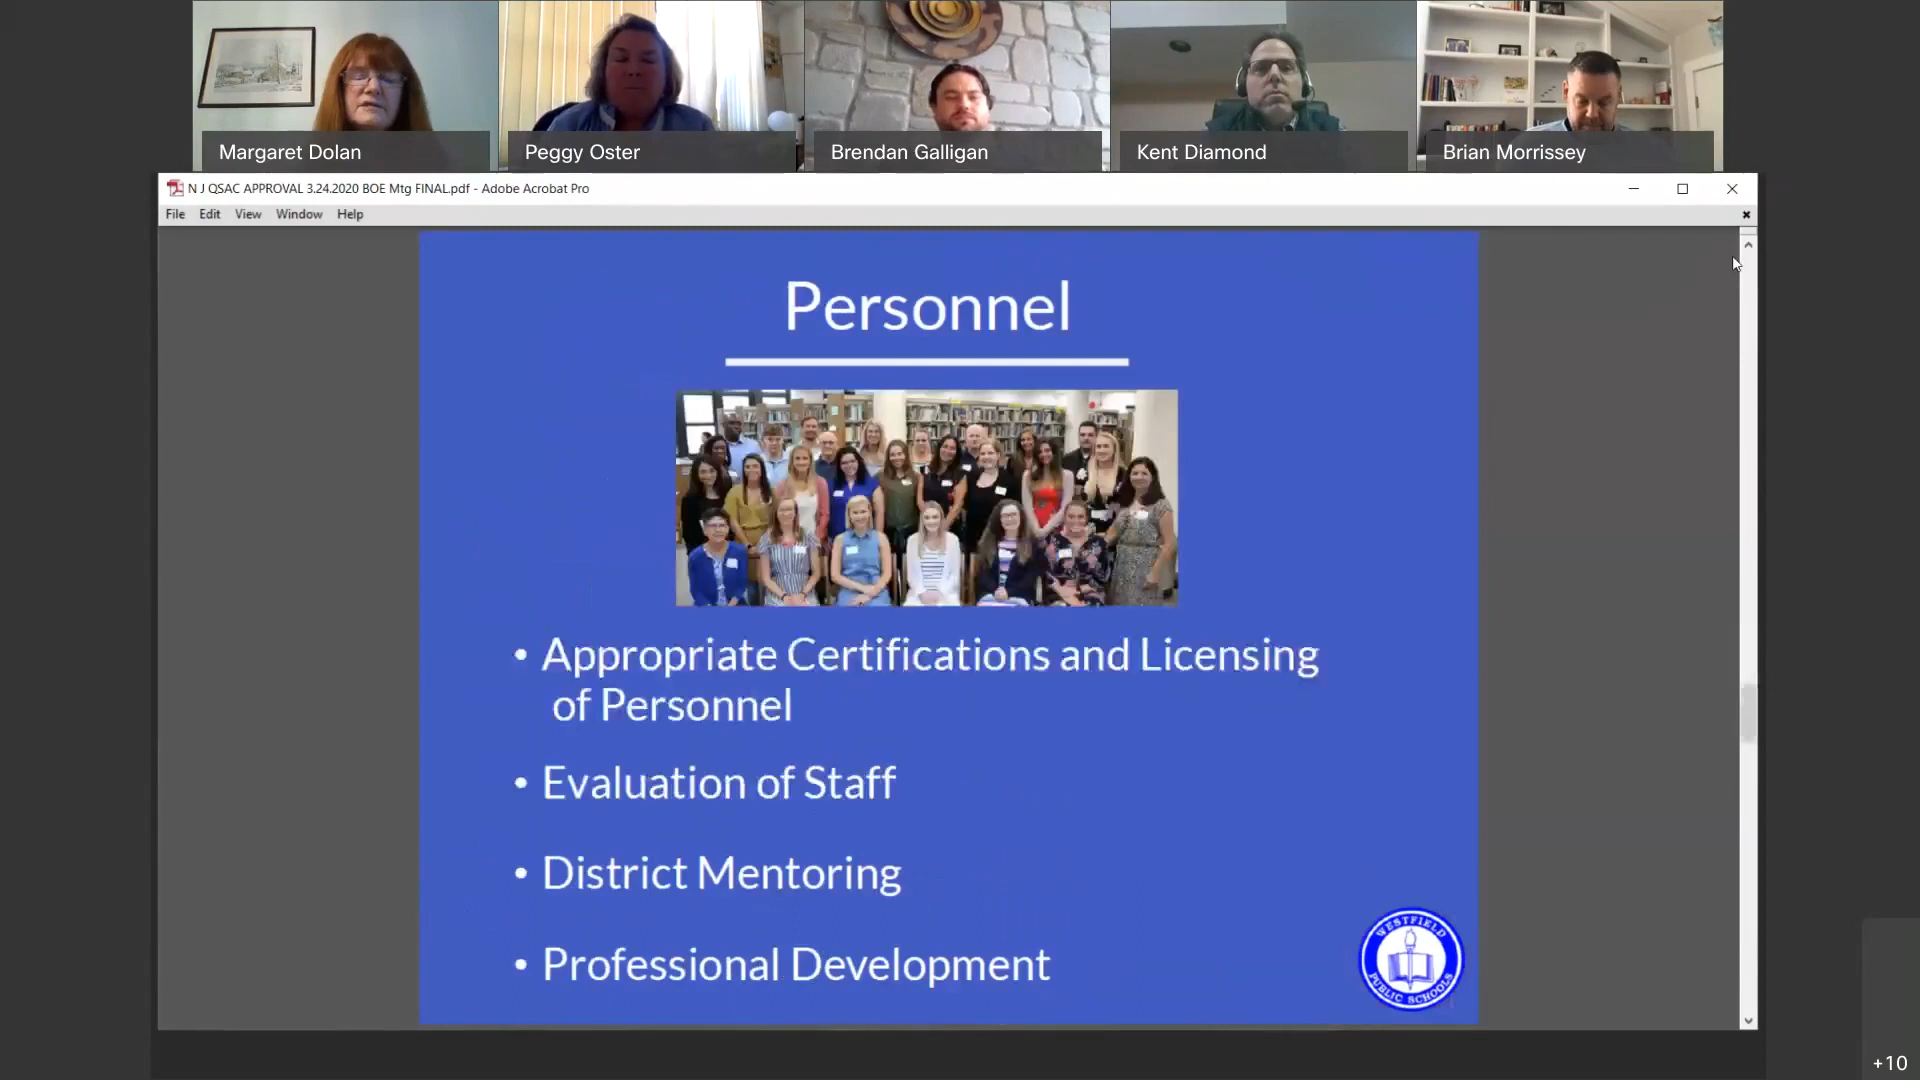 Margaret Dolan
Peggy Oster
Brendan Galligan
Kent Diamond
Brian Morrissey
N J QSAC APPROVAL 3.24.2020 BOE Mtg FINAL.pdf - Adobe Acrobat Pro
File Edit View Window Help
Personnel
• Appropriate Certifications and Licensing
of Personnel
• Evaluation of Staff
• District Mentoring
• Professional Development
WESTFIELD
PUBLIC SCHOOLS
+10